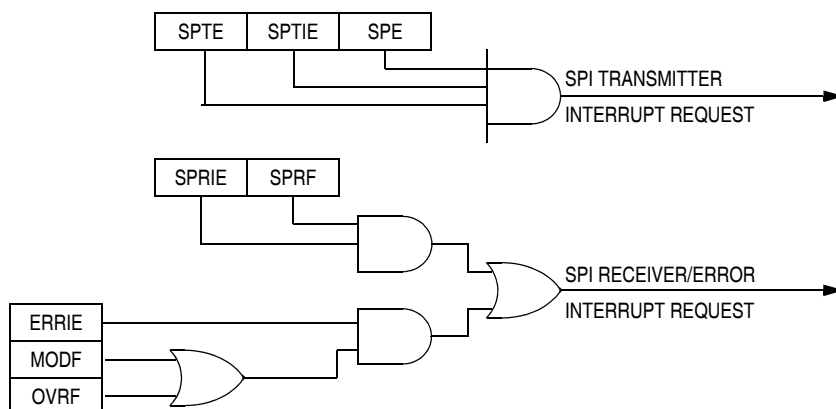 SPTE SPTIE SPE
SPI TRANSMITTER
INTERRUPT REQUEST
SPRIE SPRF
SPI RECEIVER/ERROR
INTERRUPT REQUEST
ERRIE
MODF
OVRF